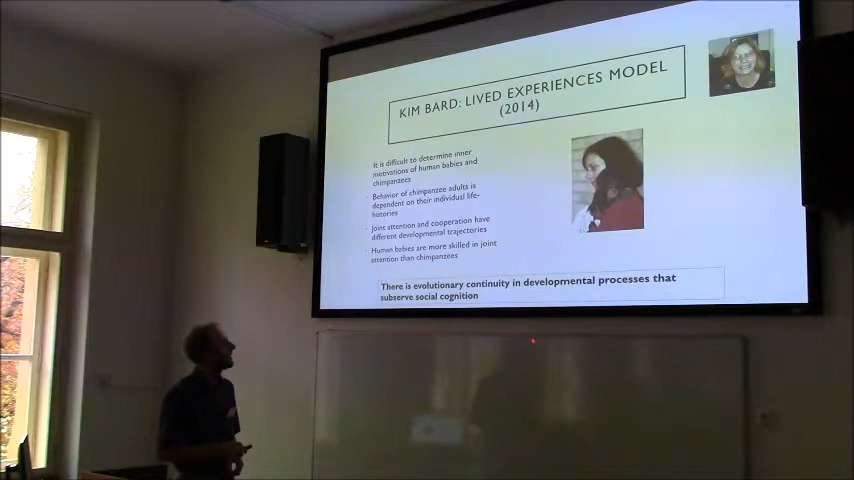 KIM BARD: LIVED EXPERIENCES MODEL
(2014)
It is difficult to determine inner
motivations of human babies and
chimpanzees
Behavior of chimpanzee adults is
dependent on their individual life-
histories
Joint attention and cooperation have
different developmental trajectories
Human babies are more skilled in joint
attention than chimpanzees
There is evolutionary continuity in developmental processes that
subserve social cognition